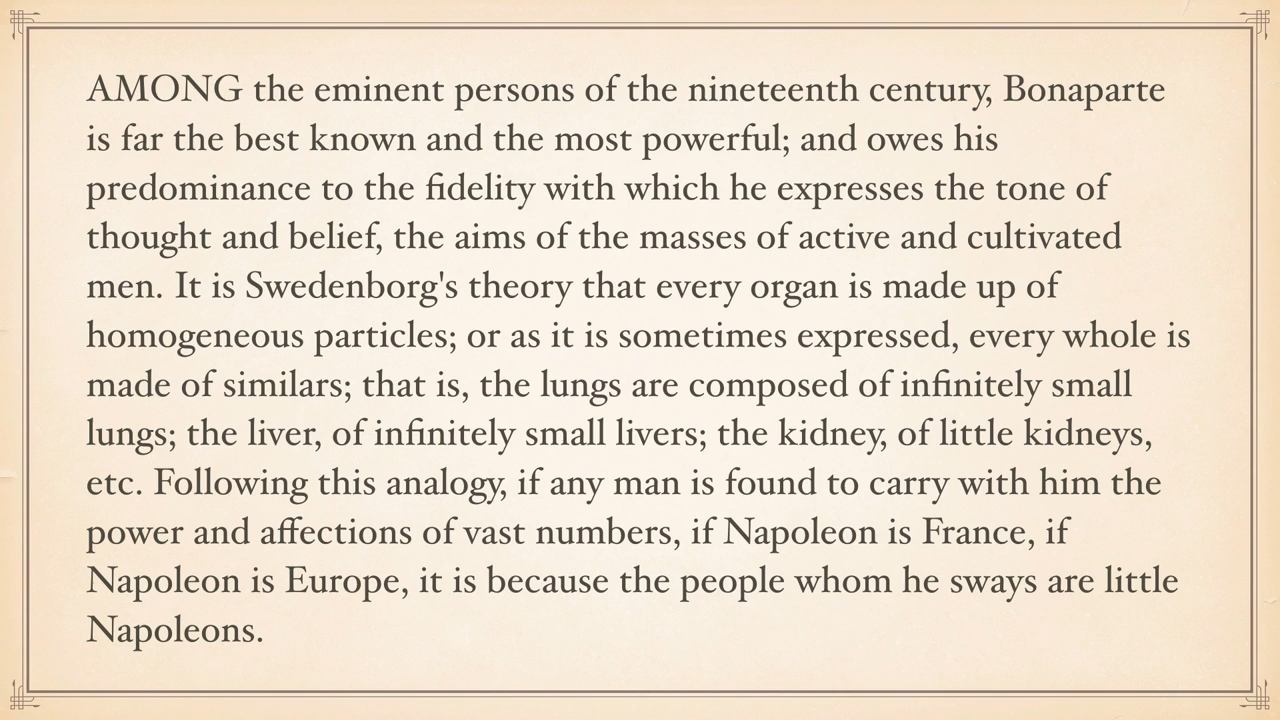 AMONG the eminent persons of the nineteenth century, Bonaparte
is far the best known and the most powerful; and owes his
predominance to the fidelity with which he expresses the tone of
thought and belief, the aims of the masses of active and cultivated
men. It is Swedenborg's theory that every organ is made up of
homogeneous particles; or as it is sometimes expressed, every whole is
made of similars; that is, the lungs are composed of infinitely small
lungs; the liver, of infinitely small livers; the kidney, of little kidneys,
etc. Following this analogy, if any man is found to carry with him the
power and affections of vast numbers, if Napoleon is France, if
Napoleon is Europe, it is because the people whom he sways are little
Napoleons.